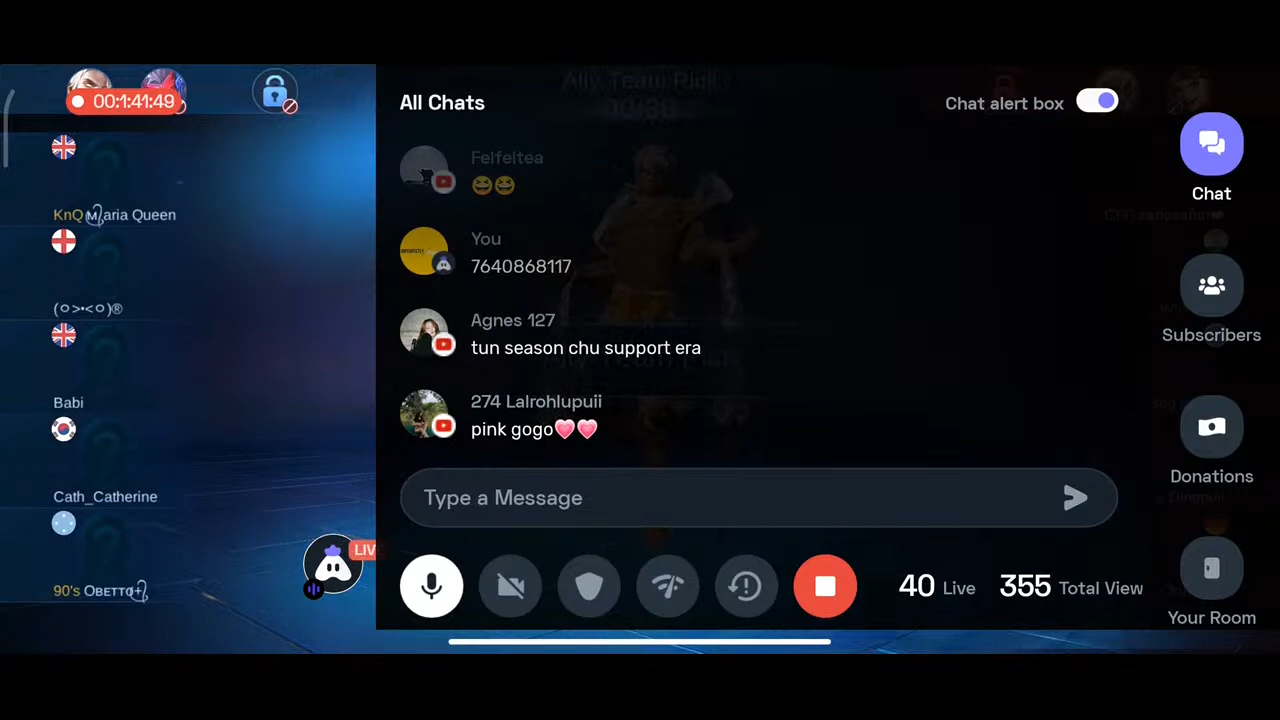 00:1:41:49
KnQ Maria Queen
(○>•<○)®
Babi
Cath_Catherine
90's Oʙᴇᴛᴛᴏ
LIV
All Chats
Chat alert box
Felfeltea
😆😆
You
7640868117
Agnes 127
tun season chu support era
274 Lalrohlupuii
pink gogo💗💗
Type a Message
40 Live
355 Total View
Chat
Subscribers
Donations
Your Room